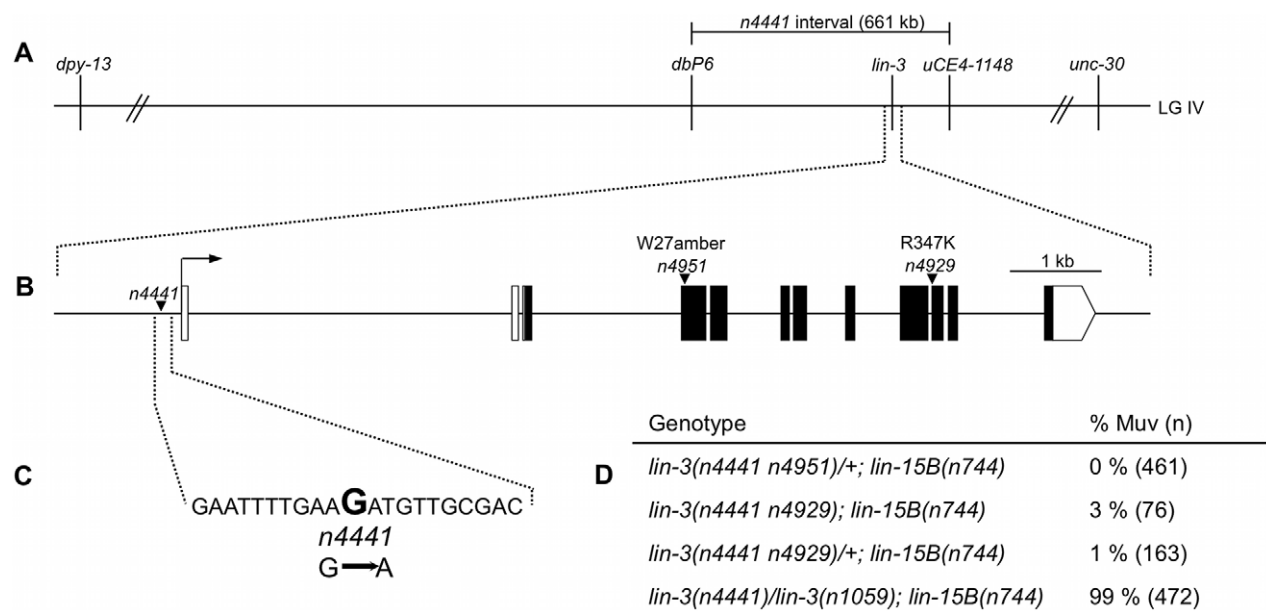 n4441 interval (661 kb)
A
dpy-13
dbP6
lin-3
uCE4-1148
unc-30
LG IV
W27amber
n4951
R347K
n4929
1 kb
B
n4441
C
GAATTTTGAAGATGTTGCGAC
n4441
G A
D
Genotype % Muv (n)
lin-3(n4441 n4951)/+; lin-15B(n744) 0 % (461)
lin-3(n4441 n4929); lin-15B(n744) 3 % (76)
lin-3(n4441 n4929)/+; lin-15B(n744) 1 % (163)
lin-3(n4441)/lin-3(n1059); lin-15B(n744) 99 % (472)